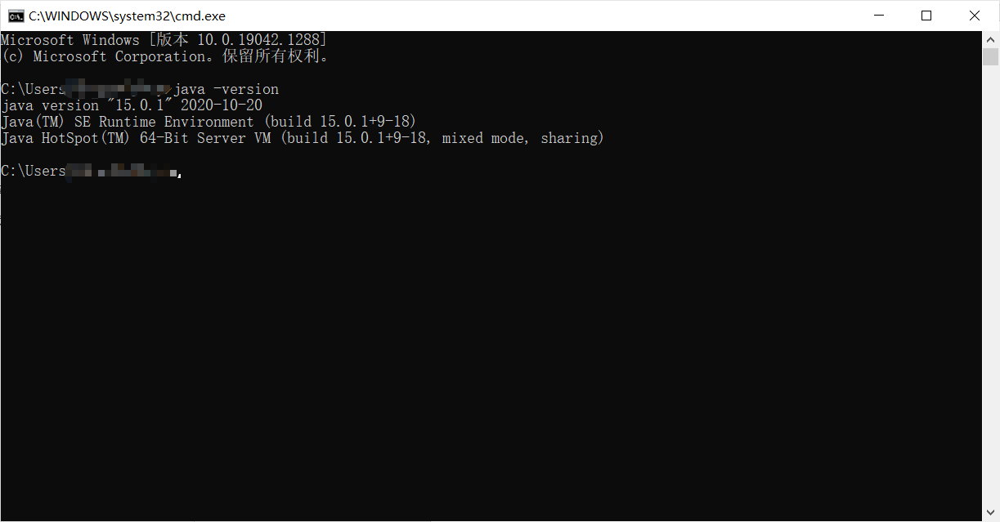 C:\WINDOWS\system32\cmd.exe
Microsoft Windows [版本 10.0.19042.1288]
(c) Microsoft Corporation。保留所有权利。
C:\Users java -version
java version "15.0.1" 2020-10-20
Java(TM) SE Runtime Environment (build 15.0.1+9-18)
Java HotSpot(TM) 64-Bit Server VM (build 15.0.1+9-18, mixed mode, sharing)
C:\Users